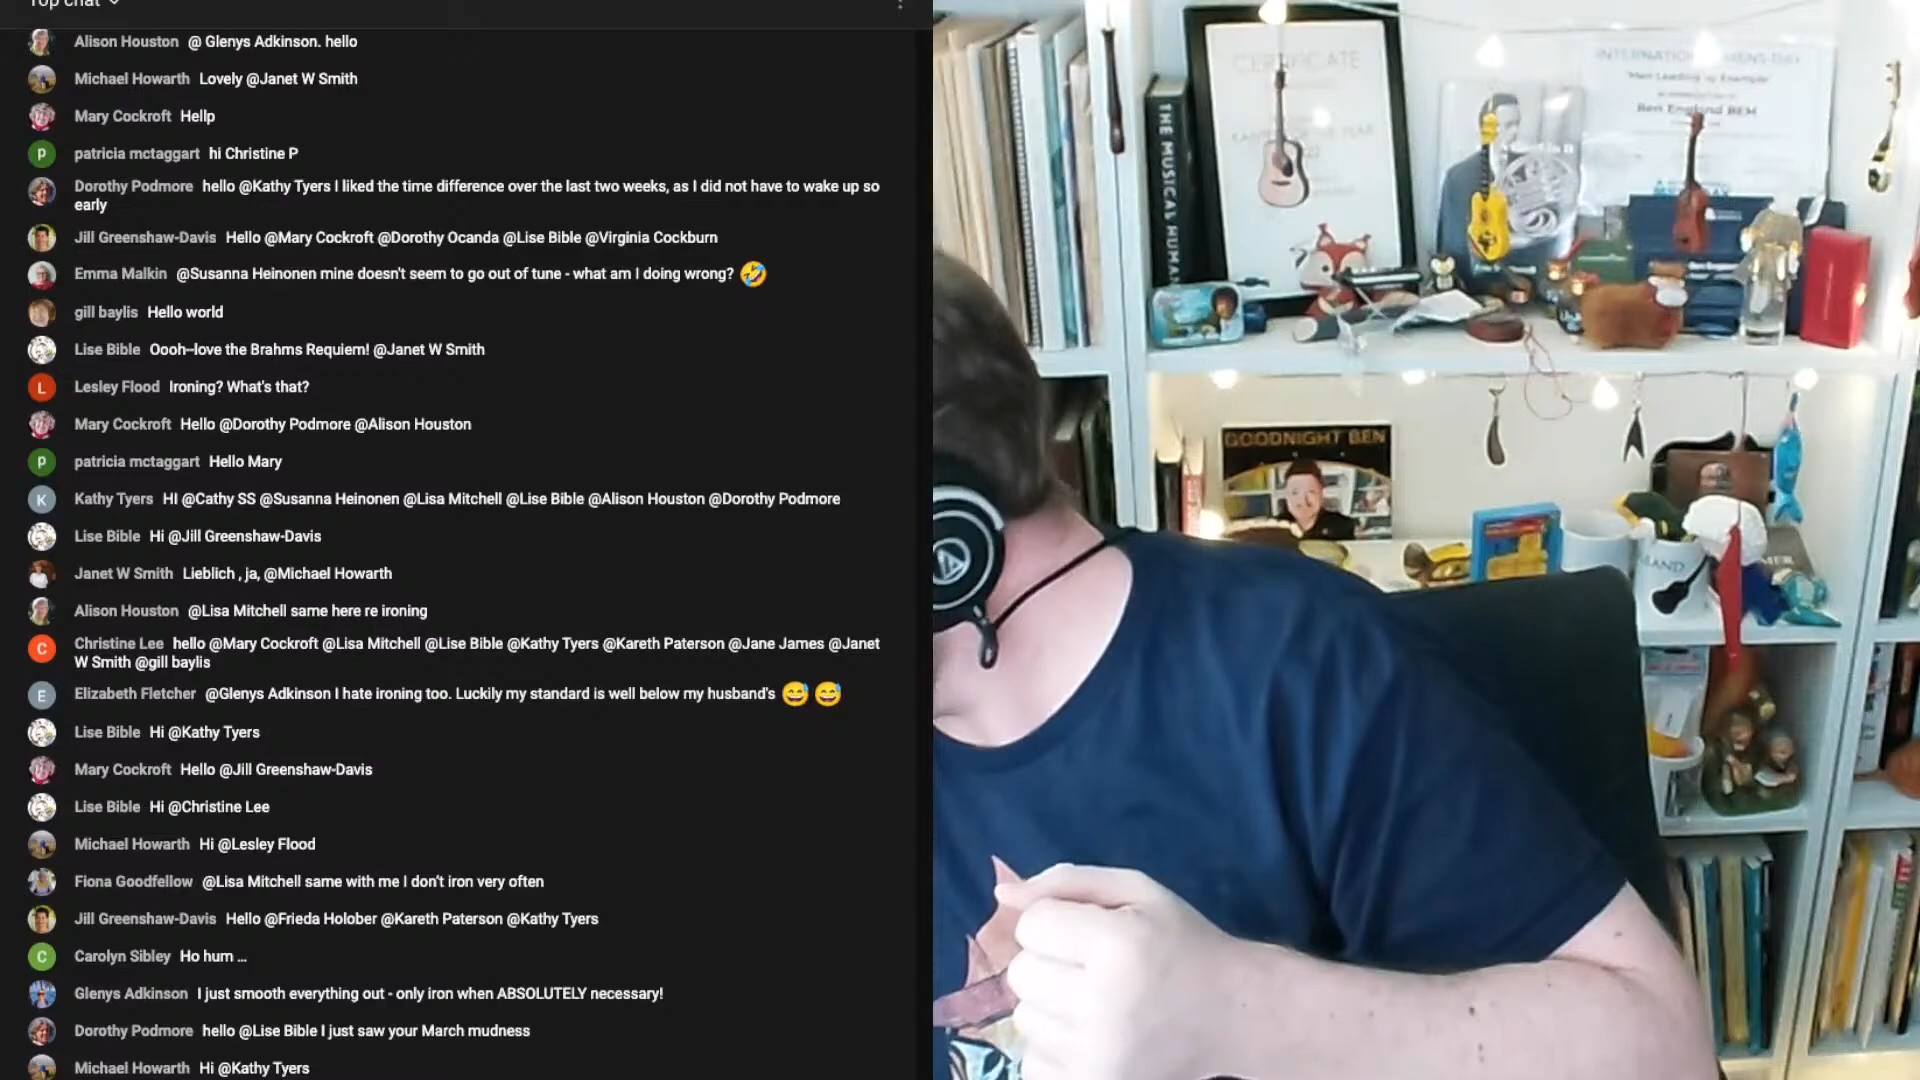 Top chat
Alison Houston @ Glenys Adkinson. hello
Michael Howarth Lovely @Janet W Smith
Mary Cockroft Hellp
P patricia mctaggart hi Christine P
Dorothy Podmore hello @Kathy Tyers I liked the time difference over the last two weeks, as I did not have to wake up so
early
Jill Greenshaw-Davis Hello @Mary Cockroft @Dorothy Ocanda @Lise Bible @Virginia Cockburn
Emma Malkin @Susanna Heinonen mine doesn't seem to go out of tune - what am I doing wrong? 🤣
gill baylis Hello world
Lise Bible Oooh--love the Brahms Requiem! @Janet W Smith
L Lesley Flood Ironing? What's that?
Mary Cockroft Hello @Dorothy Podmore @Alison Houston
P patricia mctaggart Hello Mary
K Kathy Tyers HI @Cathy SS @Susanna Heinonen @Lisa Mitchell @Lise Bible @Alison Houston @Dorothy Podmore
Lise Bible Hi @Jill Greenshaw-Davis
Janet W Smith Lieblich , ja, @Michael Howarth
Alison Houston @Lisa Mitchell same here re ironing
C Christine Lee hello @Mary Cockroft @Lisa Mitchell @Lise Bible @Kathy Tyers @Kareth Paterson @Jane James @Janet
W Smith @gill baylis
E Elizabeth Fletcher @Glenys Adkinson I hate ironing too. Luckily my standard is well below my husband's 😅 😅
Lise Bible Hi @Kathy Tyers
Mary Cockroft Hello @Jill Greenshaw-Davis
Lise Bible Hi @Christine Lee
Michael Howarth Hi @Lesley Flood
Fiona Goodfellow @Lisa Mitchell same with me I don't iron very often
Jill Greenshaw-Davis Hello @Frieda Holober @Kareth Paterson @Kathy Tyers
C Carolyn Sibley Ho hum ...
Glenys Adkinson I just smooth everything out - only iron when ABSOLUTELY necessary!
Dorothy Podmore hello @Lise Bible I just saw your March mudness
Michael Howarth Hi @Kathy Tyers
CERTIFICATE
THE MUSICAL HUMAN
'Men Leading by Example'
Ben England BEM
GOODNIGHT BEN